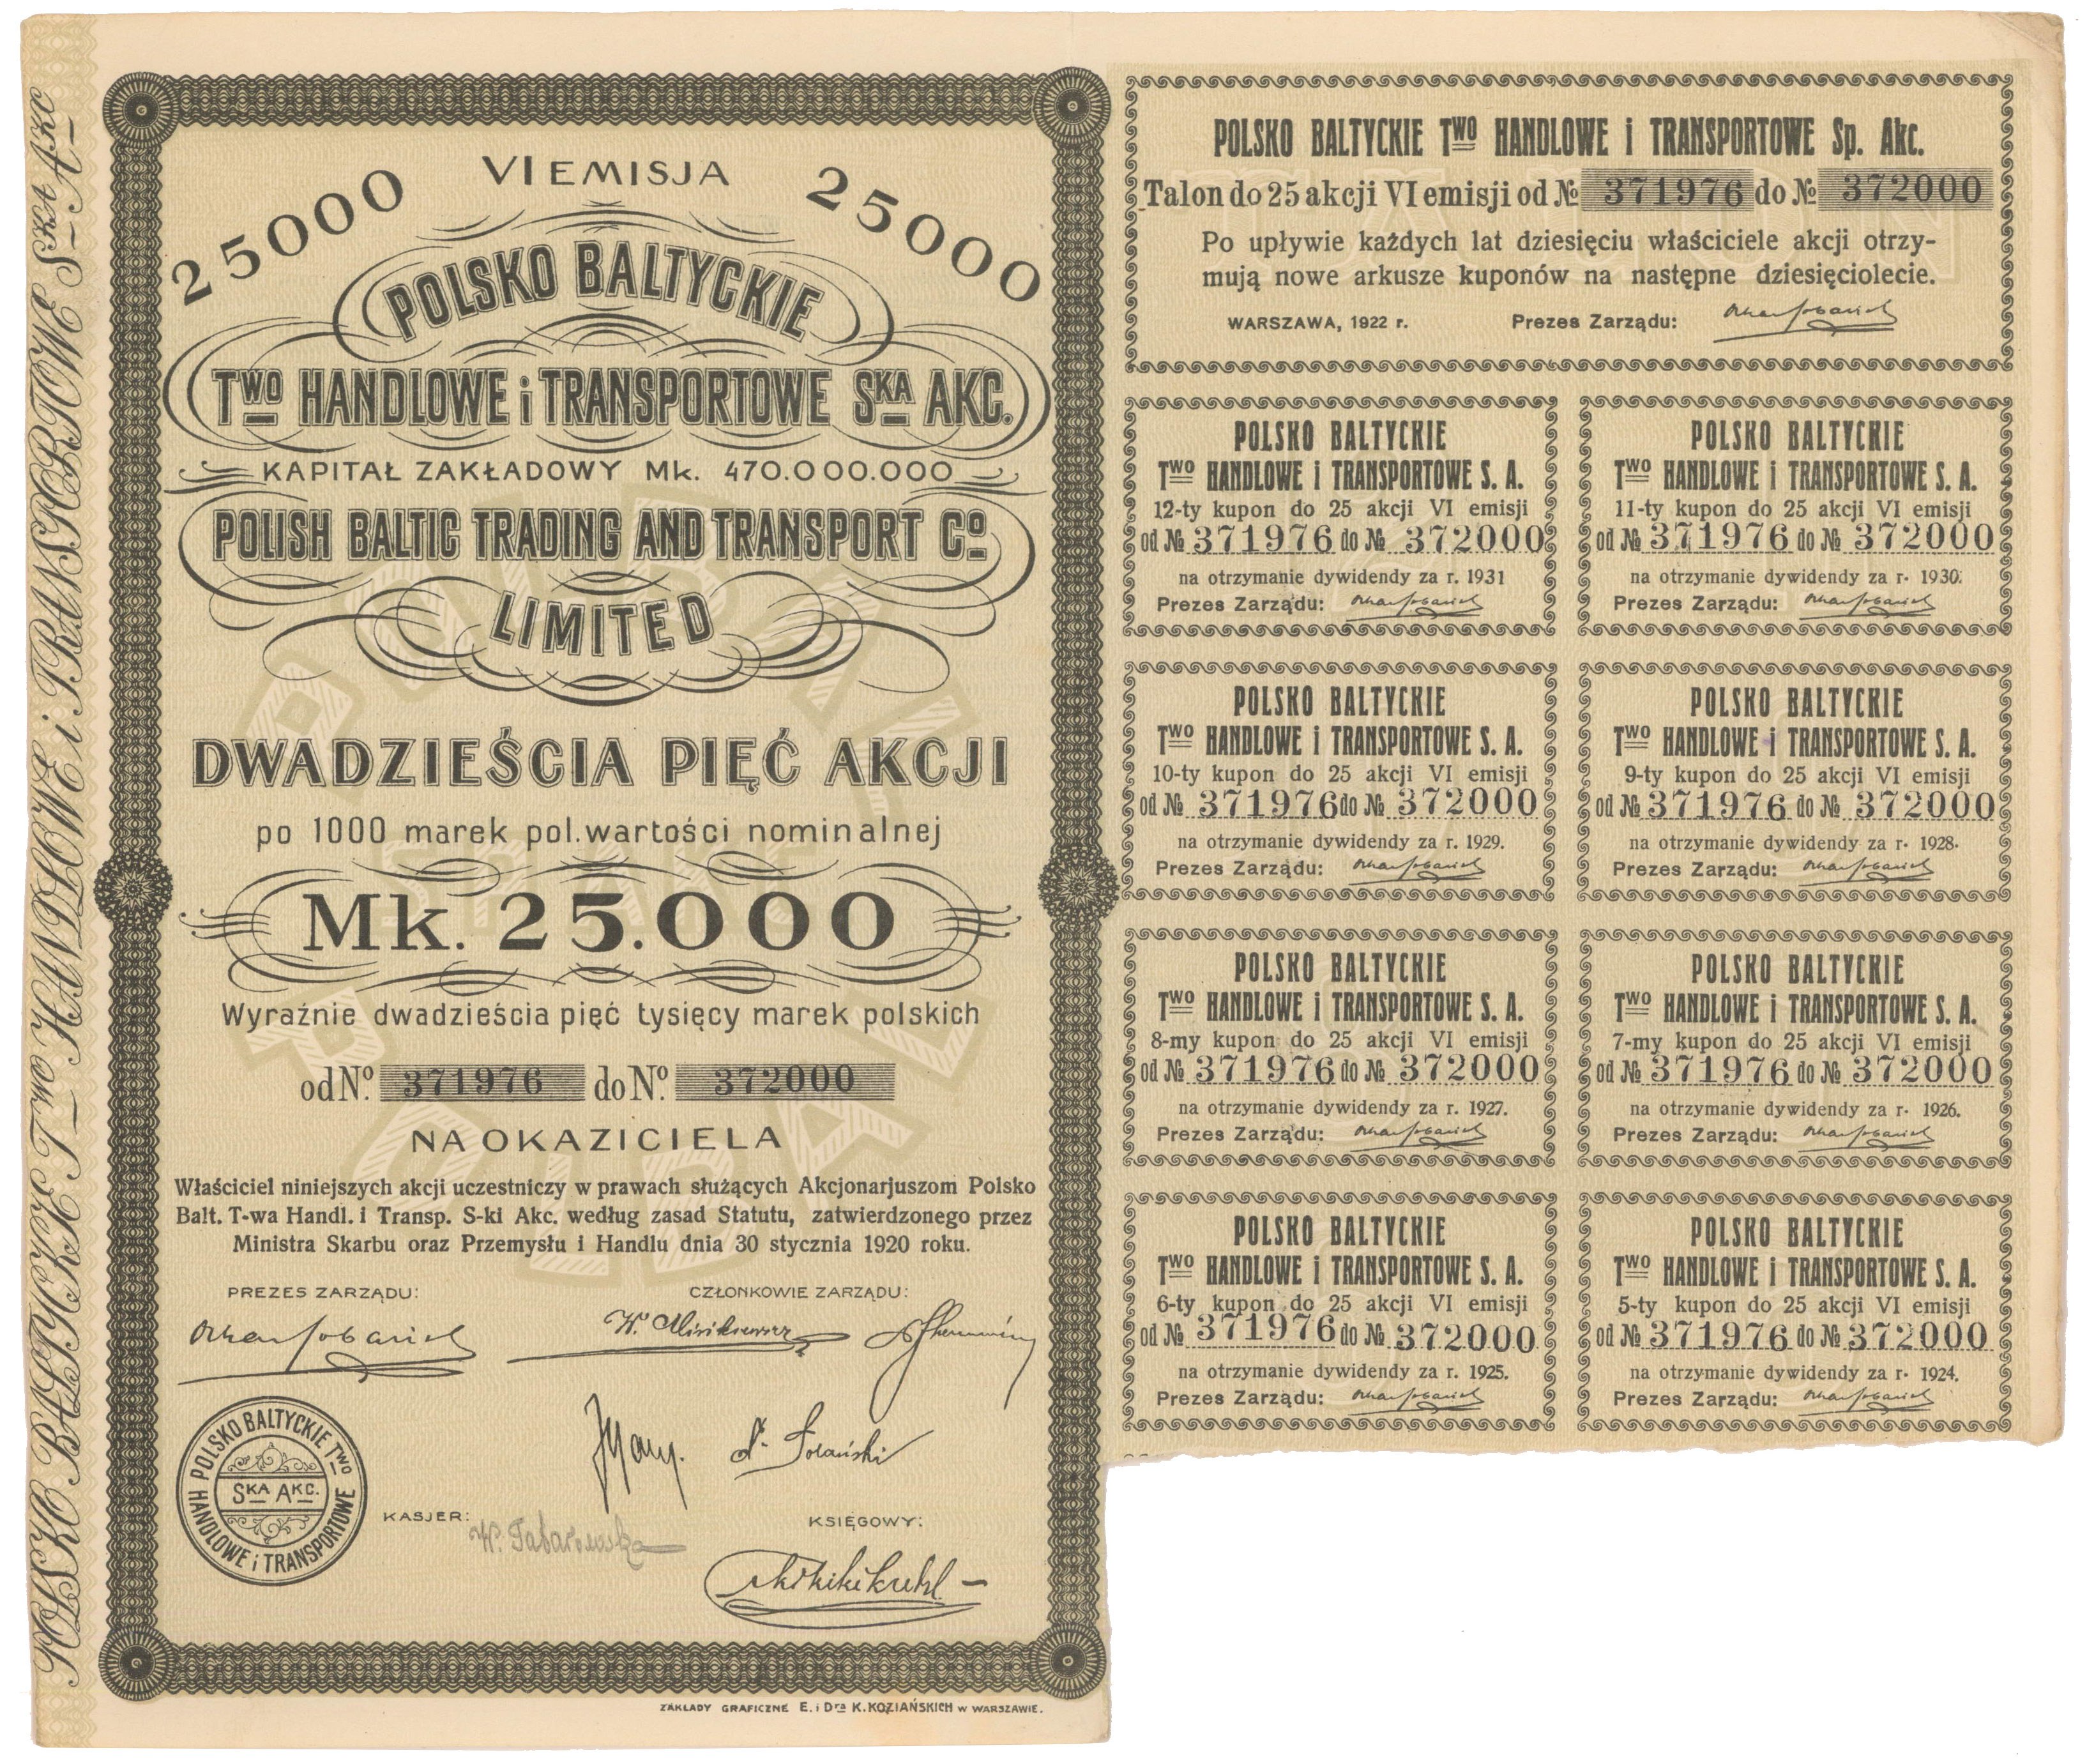 POLSKO BALTYCKIE Two HANDLOWE i TRANSPORTOWE SKA AKC
VI EMISJA
25000 25000
POLSKO BALTYCKIE
TWO HANDLOWE i TRANSPORTOWE SKA AKC.
KAPITAŁ ZAKŁADOWY Mk. 470.000.000
POLISH BALTIC TRADING AND TRANSPORT Co
LIMITED
DWADZIEŚCIA PIĘĆ AKCJI
po 1000 marek pol. wartości nominalnej
Mk. 25.000
Wyraźnie dwadzieścia pięć tysięcy marek polskich
od No. 371976 do No. 372000
NA OKAZICIELA
Właściciel niniejszych akcji uczestniczy w prawach służących Akcjonarjuszom Polsko
Balt. T-wa Handl. i Transp. S-ki Akc. według zasad Statutu, zatwierdzonego przez
Ministra Skarbu oraz Przemysłu i Handlu dnia 30 stycznia 1920 roku.
PREZES ZARZĄDU: CZŁONKOWIE ZARZĄDU:
POLSKO BALTYCKIE TWO
HANDLOWE i TRANSPORTOWE
SKA AKC.
KASJER:
KSIĘGOWY:
ZAKŁADY GRAFICZNE E. i Dra K. KOZIAŃSKICH w WARSZAWIE.
POLSKO BALTYCKIE TWO HANDLOWE i TRANSPORTOWE Sp. Akc.
Talon do 25 akcji VI emisji od № 371976 do № 372000
Po upływie każdych lat dziesięciu właściciele akcji otrzy-
mują nowe arkusze kuponów na następne dziesięciolecie.
WARSZAWA, 1922 r. Prezes Zarządu:
POLSKO BALTYCKIE
TWO HANDLOWE i TRANSPORTOWE S. A.
12-ty kupon do 25 akcji VI emisji
od № 371976 do № 372000
na otrzymanie dywidendy za r. 1931
Prezes Zarządu:
POLSKO BALTYCKIE
TWO HANDLOWE i TRANSPORTOWE S. A.
11-ty kupon do 25 akcji VI emisji
od № 371976 do № 372000
na otrzymanie dywidendy za r. 1930.
Prezes Zarządu:
POLSKO BALTYCKIE
TWO HANDLOWE i TRANSPORTOWE S. A.
10-ty kupon do 25 akcji VI emisji
od № 371976 do № 372000
na otrzymanie dywidendy za r. 1929.
Prezes Zarządu:
POLSKO BALTYCKIE
TWO HANDLOWE i TRANSPORTOWE S. A.
9-ty kupon do 25 akcji VI emisji
od № 371976 do № 372000
na otrzymanie dywidendy za r. 1928.
Prezes Zarządu:
POLSKO BALTYCKIE
TWO HANDLOWE i TRANSPORTOWE S. A.
8-my kupon do 25 akcji VI emisji
od № 371976 do № 372000
na otrzymanie dywidendy za r. 1927.
Prezes Zarządu:
POLSKO BALTYCKIE
TWO HANDLOWE i TRANSPORTOWE S. A.
7-my kupon do 25 akcji VI emisji
od № 371976 do № 372000
na otrzymanie dywidendy za r. 1926.
Prezes Zarządu:
POLSKO BALTYCKIE
TWO HANDLOWE i TRANSPORTOWE S. A.
6-ty kupon do 25 akcji VI emisji
od № 371976 do № 372000
na otrzymanie dywidendy za r. 1925.
Prezes Zarządu:
POLSKO BALTYCKIE
TWO HANDLOWE i TRANSPORTOWE S. A.
5-ty kupon do 25 akcji VI emisji
od № 371976 do № 372000
na otrzymanie dywidendy za r. 1924.
Prezes Zarządu: